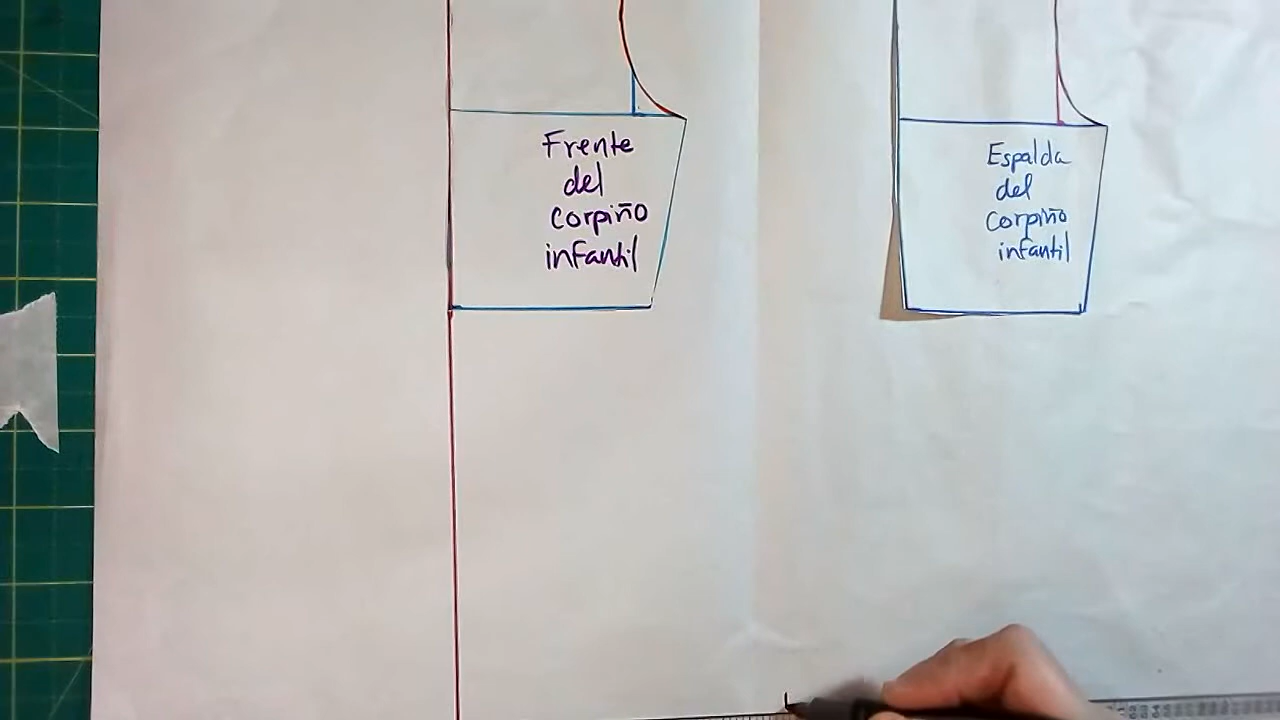 Frente
del
corpiño
infantil
Espalda
del
corpiño
infantil